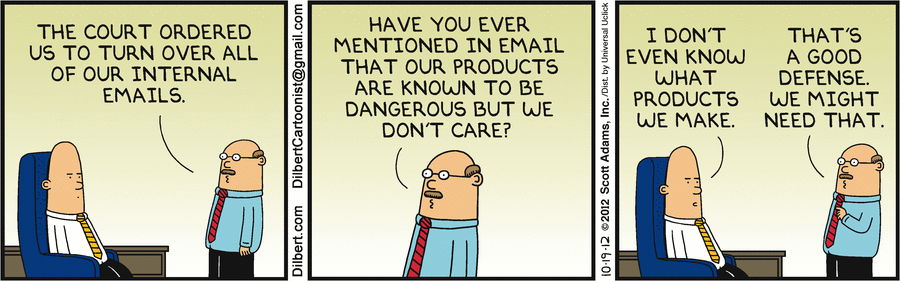 THE COURT ORDERED
US TO TURN OVER ALL
OF OUR INTERNAL
EMAILS.
Dilbert.com DilbertCartoonist@gmail.com
HAVE YOU EVER
MENTIONED IN EMAIL
THAT OUR PRODUCTS
ARE KNOWN TO BE
DANGEROUS BUT WE
DON'T CARE?
10-19-12 ©2012 Scott Adams, Inc./Dist. by Universal Uclick
I DON'T
EVEN KNOW
WHAT
PRODUCTS
WE MAKE.
THAT'S
A GOOD
DEFENSE.
WE MIGHT
NEED THAT.